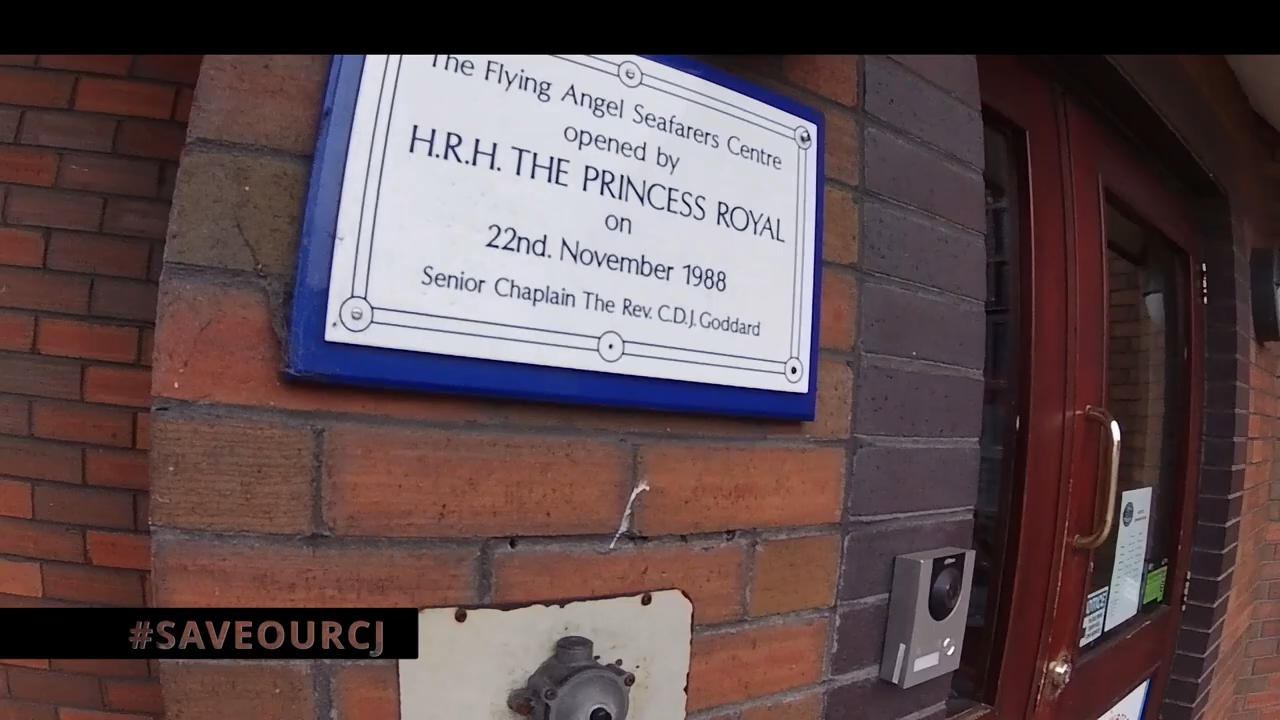 The Flying Angel Seafarers Centre
opened by
H.R.H. THE PRINCESS ROYAL
on
22nd. November 1988
Senior Chaplain The Rev. C.D.J. Goddard
#SAVEOURCJ